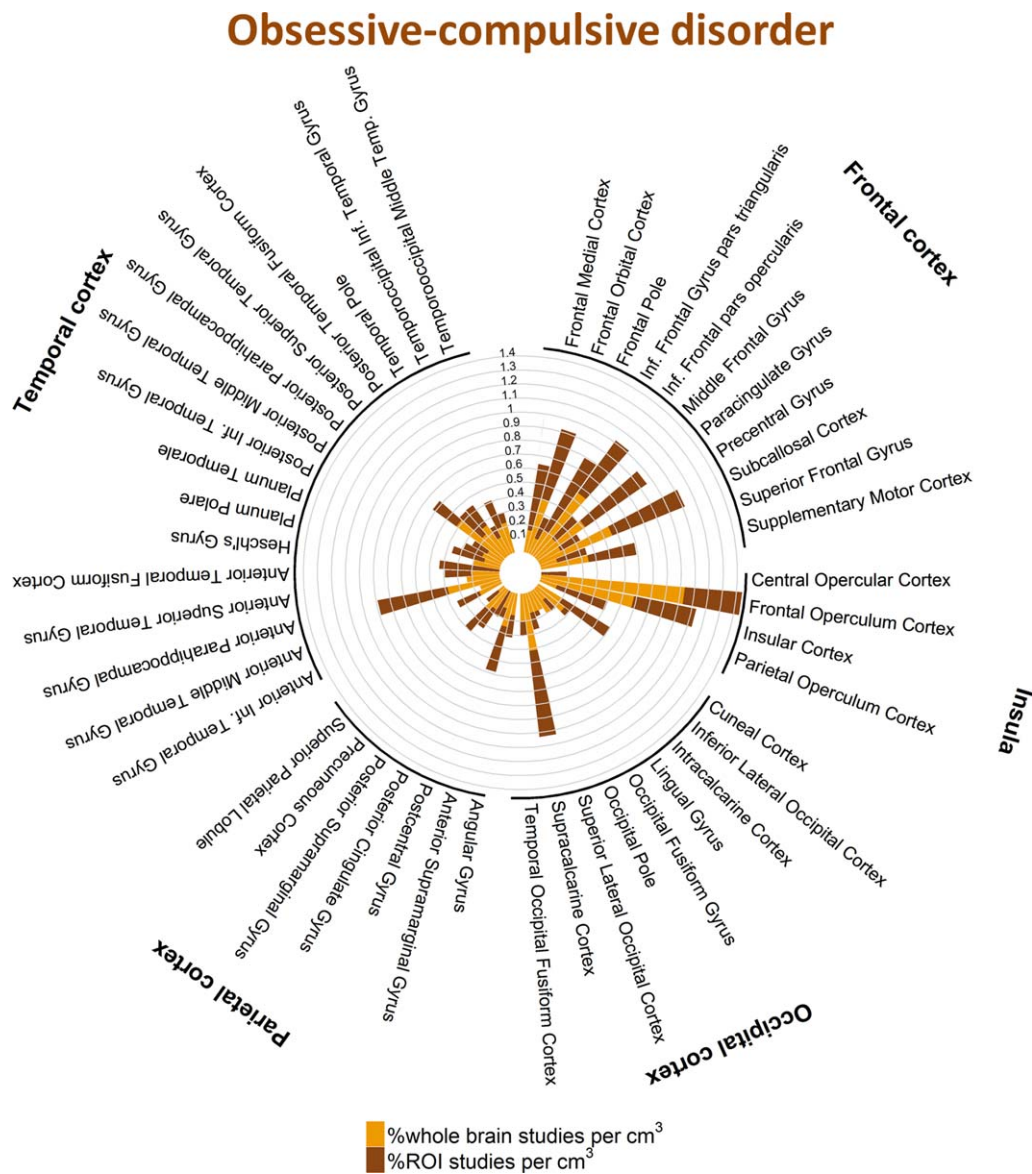 Obsessive-compulsive disorder
Frontal cortex
Frontal Medial Cortex
Frontal Orbital Cortex
Frontal Pole
Inf. Frontal Gyrus pars triangularis
Inf. Frontal pars opercularis
Middle Frontal Gyrus
Paracingulate Gyrus
Precentral Gyrus
Subcallosal Cortex
Superior Frontal Gyrus
Supplementary Motor Cortex
Insula
Central Opercular Cortex
Frontal Operculum Cortex
Insular Cortex
Parietal Operculum Cortex
Occipital cortex
Cuneal Cortex
Inferior Lateral Occipital Cortex
Intracalcarine Cortex
Lingual Gyrus
Occipital Fusiform Gyrus
Occipital Pole
Superior Lateral Occipital Cortex
Supracalcarine Cortex
Temporal Occipital Fusiform Cortex
Parietal cortex
Angular Gyrus
Anterior Supramarginal Gyrus
Postcentral Gyrus
Posterior Cingulate Gyrus
Posterior Supramarginal Gyrus
Precuneous Cortex
Superior Parietal Lobule
Temporal cortex
Anterior Inf. Temporal Gyrus
Anterior Middle Temporal Gyrus
Anterior Parahippocampal Gyrus
Anterior Superior Temporal Gyrus
Anterior Temporal Fusiform Cortex
Heschl's Gyrus
Planum Polare
Planum Temporale
Posterior Inf. Temporal Gyrus
Posterior Middle Temporal Gyrus
Posterior Parahippocampal Gyrus
Posterior Superior Temporal Gyrus
Posterior Temporal Fusiform Cortex
Temporal Pole
Temporoccipital Inf. Temporal Gyrus
Temporooccipital Middle Temp. Gyrus
1.4
1.3
1.2
1.1
1
0.9
0.8
0.7
0.6
0.5
0.4
0.3
0.2
0.1
%whole brain studies per cm³
%ROI studies per cm³